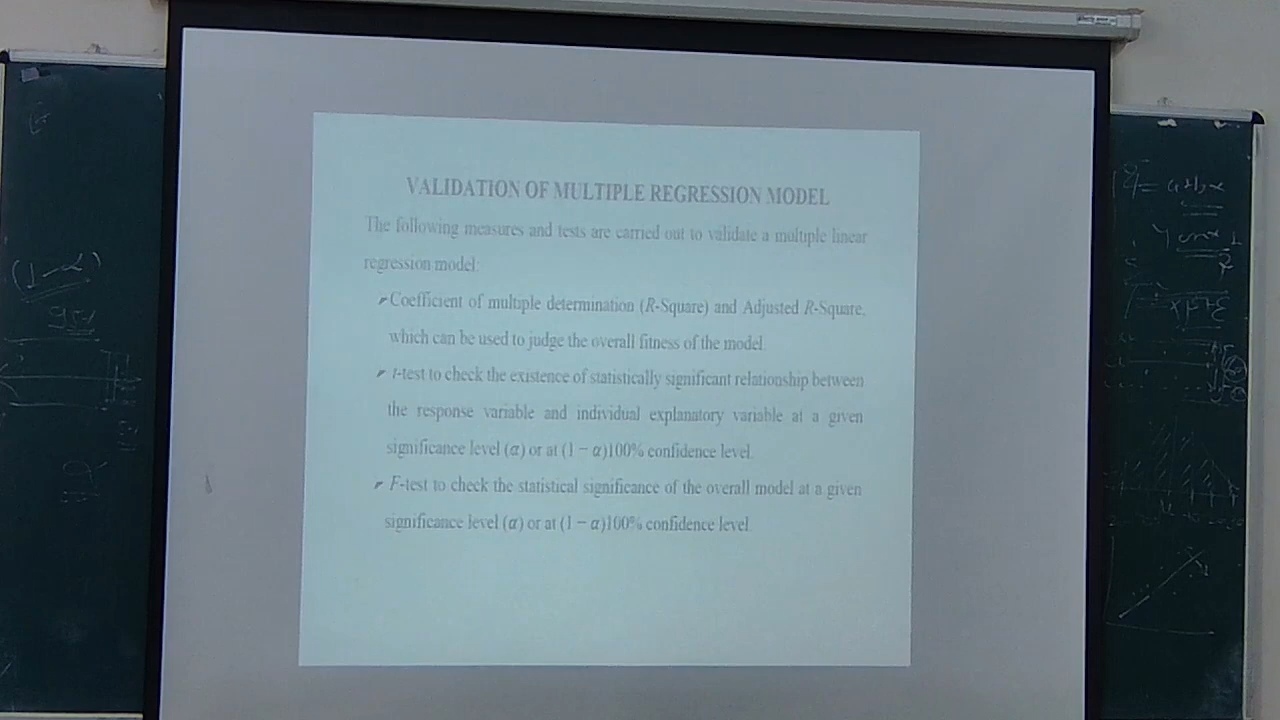 VALIDATION OF MULTIPLE REGRESSION MODEL
The following measures and tests are carried out to validate a multiple linear
regression model:
Coefficient of multiple determination (R-Square) and Adjusted R-Square,
which can be used to judge the overall fitness of the model.
t-test to check the existence of statistically significant relationship between
the response variable and individual explanatory variable at a given
significance level (α) or at (1 − α)100% confidence level.
F-test to check the statistical significance of the overall model at a given
significance level (α) or at (1 − α)100% confidence level.
(1-α)